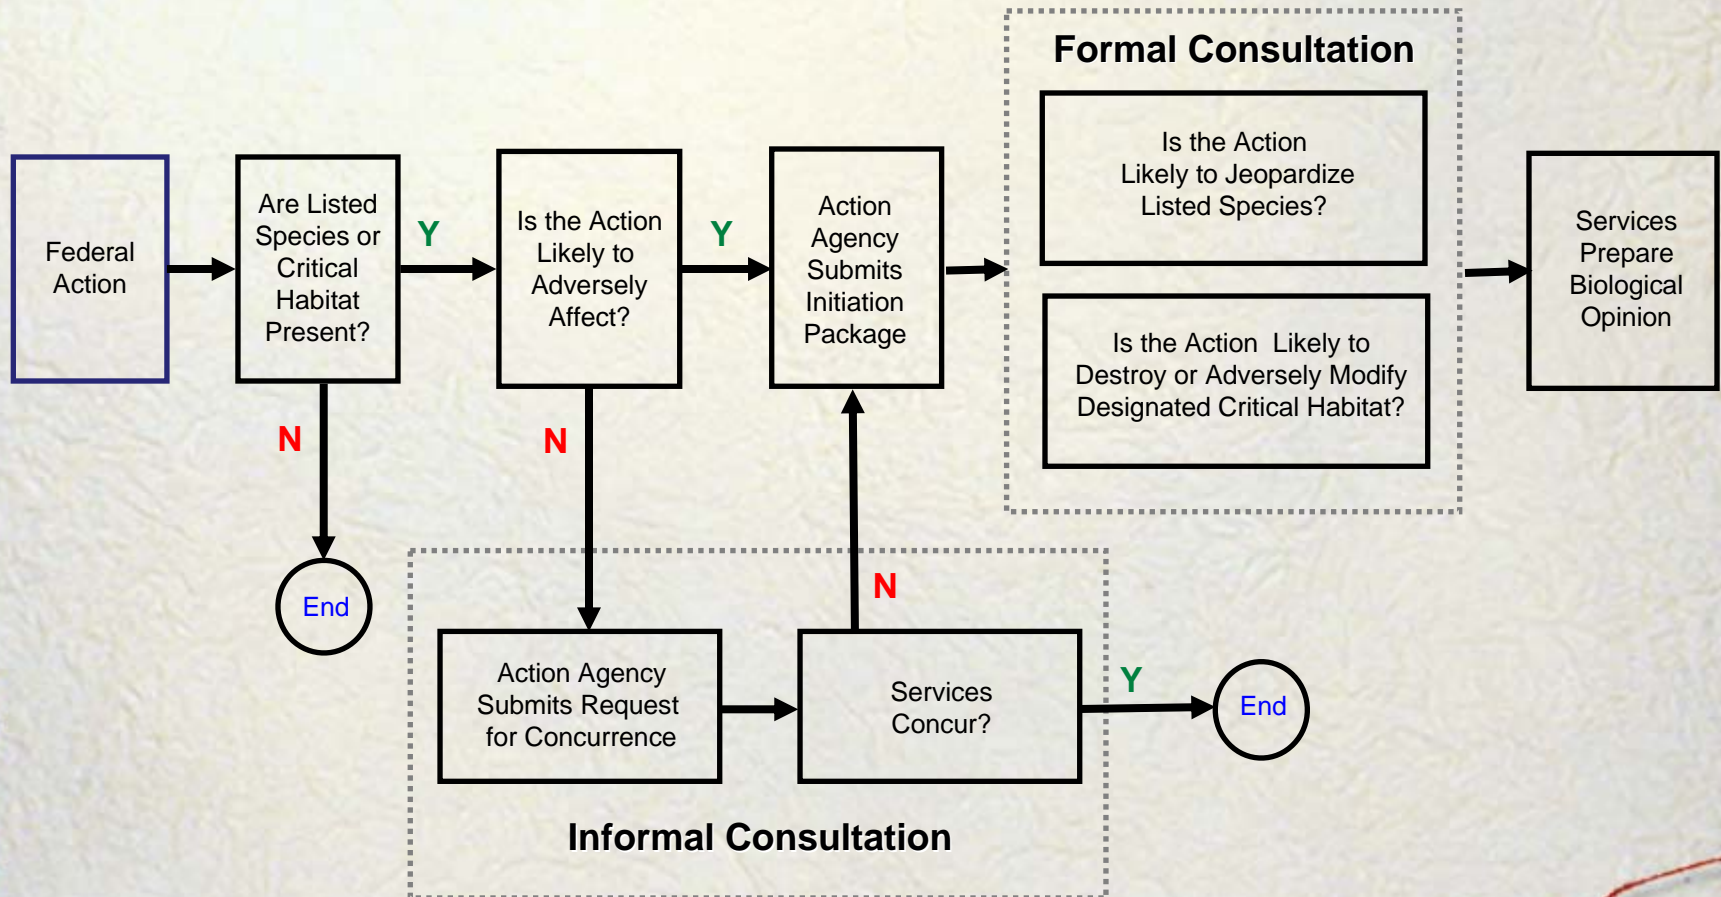 Formal Consultation
Federal
Action
Are Listed
Species or
Critical
Habitat
Present?
Y
Is the Action
Likely to
Adversely
Affect?
Y
Action
Agency
Submits
Initiation
Package
Is the Action
Likely to Jeopardize
Listed Species?
Is the Action Likely to
Destroy or Adversely Modify
Designated Critical Habitat?
Services
Prepare
Biological
Opinion
N
N
N
End
Action Agency
Submits Request
for Concurrence
Services
Concur?
Y
End
Informal Consultation